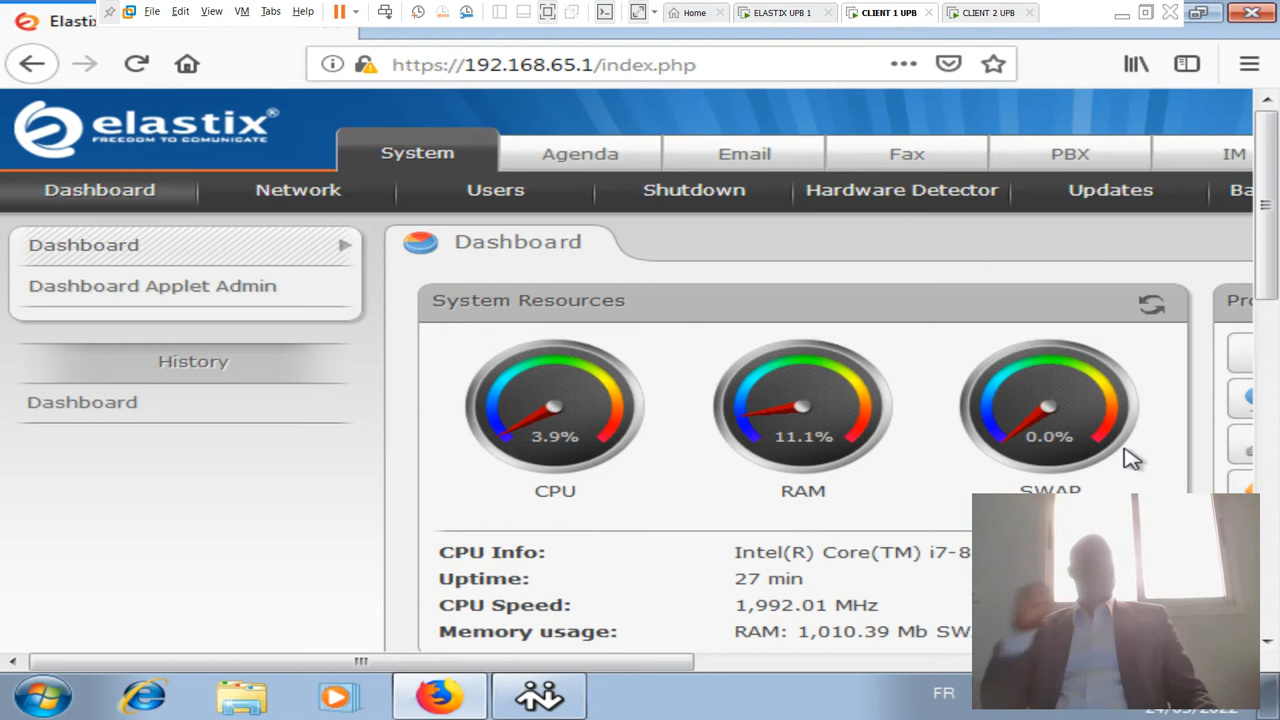 Elastix File Edit View VM Tabs Help Home ELASTIX UPB 1 CLIENT 1 UPB CLIENT 2 UPB
https://192.168.65.1/index.php
elastix®
FREEDOM TO COMUNICATE
System Agenda Email Fax PBX IM
Dashboard Network Users Shutdown Hardware Detector Updates
Dashboard
Dashboard Applet Admin
History
Dashboard
Dashboard
System Resources
3.9% 11.1% 0.0%
CPU RAM SWAP
CPU Info: Intel(R) Core(TM) i7-8
Uptime: 27 min
CPU Speed: 1,992.01 MHz
Memory usage: RAM: 1,010.39 Mb
FR